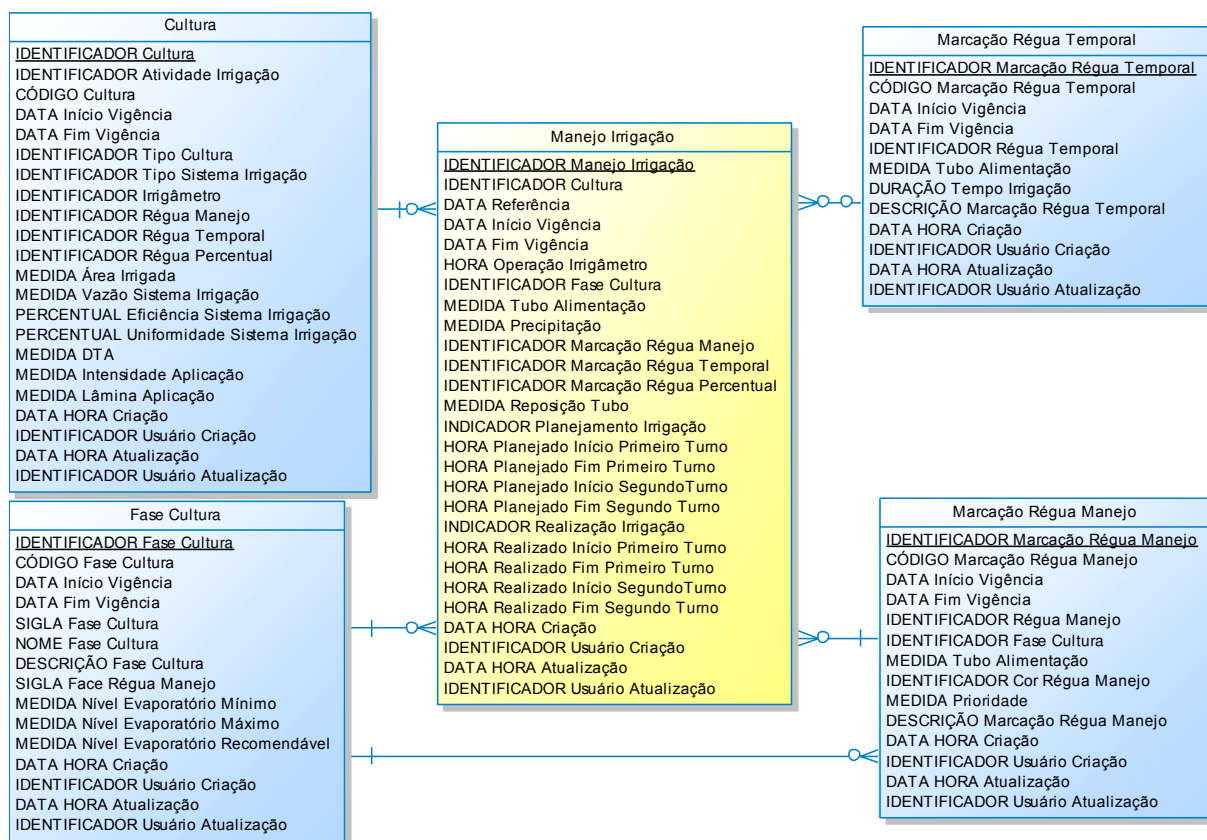 Cultura
IDENTIFICADOR Cultura
IDENTIFICADOR Atividade Irrigação
CÓDIGO Cultura
DATA Início Vigência
DATA Fim Vigência
IDENTIFICADOR Tipo Cultura
IDENTIFICADOR Tipo Sistema Irrigação
IDENTIFICADOR Irrigâmetro
IDENTIFICADOR Régua Manejo
IDENTIFICADOR Régua Temporal
IDENTIFICADOR Régua Percentual
MEDIDA Área Irrigada
MEDIDA Vazão Sistema Irrigação
PERCENTUAL Eficiência Sistema Irrigação
PERCENTUAL Uniformidade Sistema Irrigação
MEDIDA DTA
MEDIDA Intensidade Aplicação
MEDIDA Lâmina Aplicação
DATA HORA Criação
IDENTIFICADOR Usuário Criação
DATA HORA Atualização
IDENTIFICADOR Usuário Atualização
Fase Cultura
IDENTIFICADOR Fase Cultura
CÓDIGO Fase Cultura
DATA Início Vigência
DATA Fim Vigência
SIGLA Fase Cultura
NOME Fase Cultura
DESCRIÇÃO Fase Cultura
SIGLA Face Régua Manejo
MEDIDA Nível Evaporatório Mínimo
MEDIDA Nível Evaporatório Máximo
MEDIDA Nível Evaporatório Recomendável
DATA HORA Criação
IDENTIFICADOR Usuário Criação
DATA HORA Atualização
IDENTIFICADOR Usuário Atualização
Manejo Irrigação
IDENTIFICADOR Manejo Irrigação
IDENTIFICADOR Cultura
DATA Referência
DATA Início Vigência
DATA Fim Vigência
HORA Operação Irrigâmetro
IDENTIFICADOR Fase Cultura
MEDIDA Tubo Alimentação
MEDIDA Precipitação
IDENTIFICADOR Marcação Régua Manejo
IDENTIFICADOR Marcação Régua Temporal
IDENTIFICADOR Marcação Régua Percentual
MEDIDA Reposição Tubo
INDICADOR Planejamento Irrigação
HORA Planejado Início Primeiro Turno
HORA Planejado Fim Primeiro Turno
HORA Planejado Início SegundoTurno
HORA Planejado Fim Segundo Turno
INDICADOR Realização Irrigação
HORA Realizado Início Primeiro Turno
HORA Realizado Fim Primeiro Turno
HORA Realizado Início SegundoTurno
HORA Realizado Fim Segundo Turno
DATA HORA Criação
IDENTIFICADOR Usuário Criação
DATA HORA Atualização
IDENTIFICADOR Usuário Atualização
Marcação Régua Temporal
IDENTIFICADOR Marcação Régua Temporal
CÓDIGO Marcação Régua Temporal
DATA Início Vigência
DATA Fim Vigência
IDENTIFICADOR Régua Temporal
MEDIDA Tubo Alimentação
DURAÇÃO Tempo Irrigação
DESCRIÇÃO Marcação Régua Temporal
DATA HORA Criação
IDENTIFICADOR Usuário Criação
DATA HORA Atualização
IDENTIFICADOR Usuário Atualização
Marcação Régua Manejo
IDENTIFICADOR Marcação Régua Manejo
CÓDIGO Marcação Régua Manejo
DATA Início Vigência
DATA Fim Vigência
IDENTIFICADOR Régua Manejo
IDENTIFICADOR Fase Cultura
MEDIDA Tubo Alimentação
IDENTIFICADOR Cor Régua Manejo
MEDIDA Prioridade
DESCRIÇÃO Marcação Régua Manejo
DATA HORA Criação
IDENTIFICADOR Usuário Criação
DATA HORA Atualização
IDENTIFICADOR Usuário Atualização